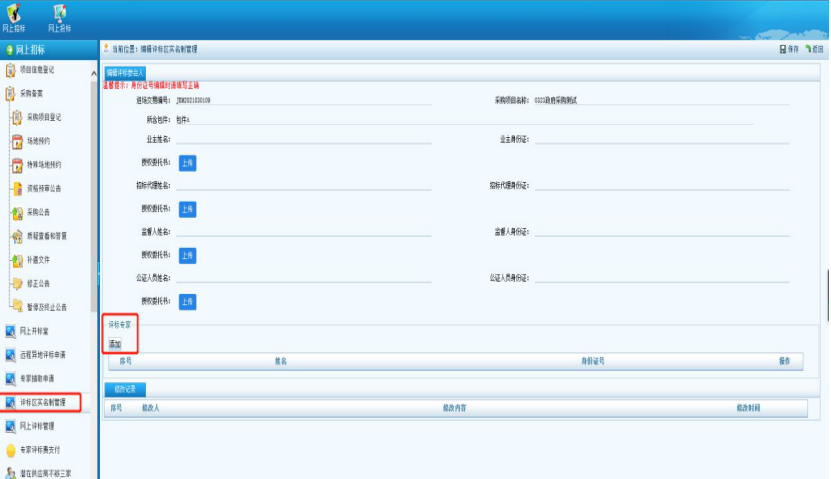 网上招标 网上招标
网上招标
当前位置：编辑评标区实名制管理
保存 返回
项目信息登记
采购备案
采购项目登记
场地预约
特殊场地预约
资格预审公告
采购公告
质疑查看和答复
补遗文件
修正公告
暂停及终止公告
网上开标室
远程异地评标申请
专家抽取申请
评标区实名制管理
网上评标管理
专家评标费支付
潜在供应商不够三家
编辑评标参会人
温馨提示：身份证号编辑时请填写正确
进场交易编号：
采购项目名称： 0323政府采购测试
所含包件： 包件A
业主姓名： 业主身份证：
授权委托书： 上传
招标代理姓名： 招标代理身份证：
授权委托书： 上传
监督人姓名： 监督人身份证：
授权委托书： 上传
公证人员姓名： 公证人员身份证：
授权委托书： 上传
评标专家
添加
序号 姓名 身份证号 操作
修改记录
序号 修改人 修改内容 修改时间